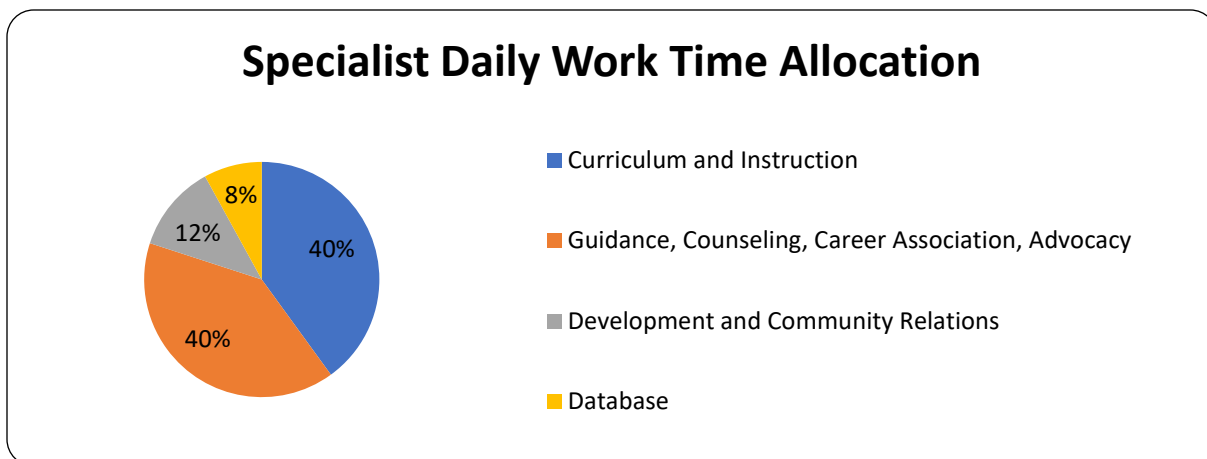 Specialist Daily Work Time Allocation
8%
12%
40%
40%
Curriculum and Instruction
Guidance, Counseling, Career Association, Advocacy
Development and Community Relations
Database